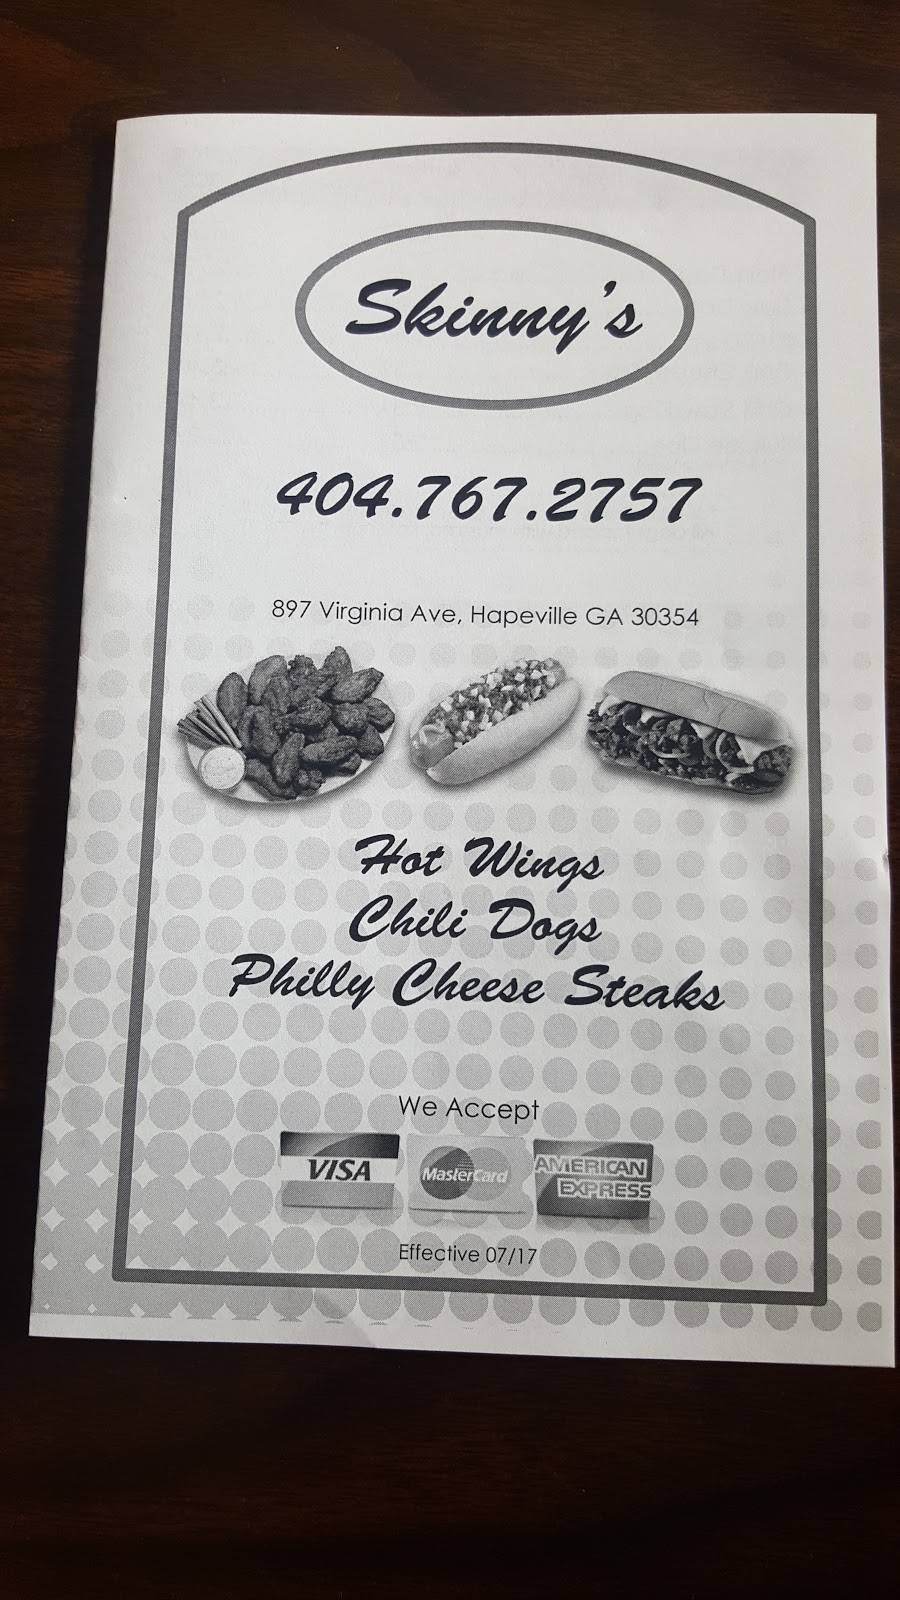 Skinny's
404.767.2757
897 Virginia Ave, Hapeville GA 30354
Hot Wings
Chili Dogs
Philly Cheese Steaks
We Accept
VISA MasterCard AMERICAN
EXPRESS
Effective 07/17